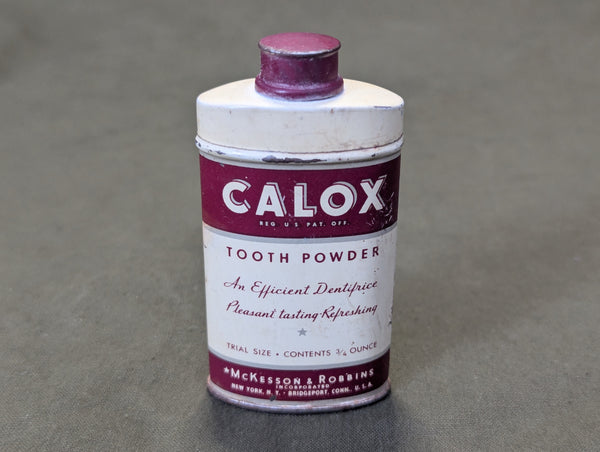 CALOX
REG U S PAT. OFF.
TOOTH POWDER
An Efficient Dentifrice
Pleasant tasting-Refreshing
TRIAL SIZE • CONTENTS 3/4 OUNCE
★McKESSON & ROBBINS
INCORPORATED
NEW YORK, N.Y. - BRIDGEPORT, CONN., U.S.A.